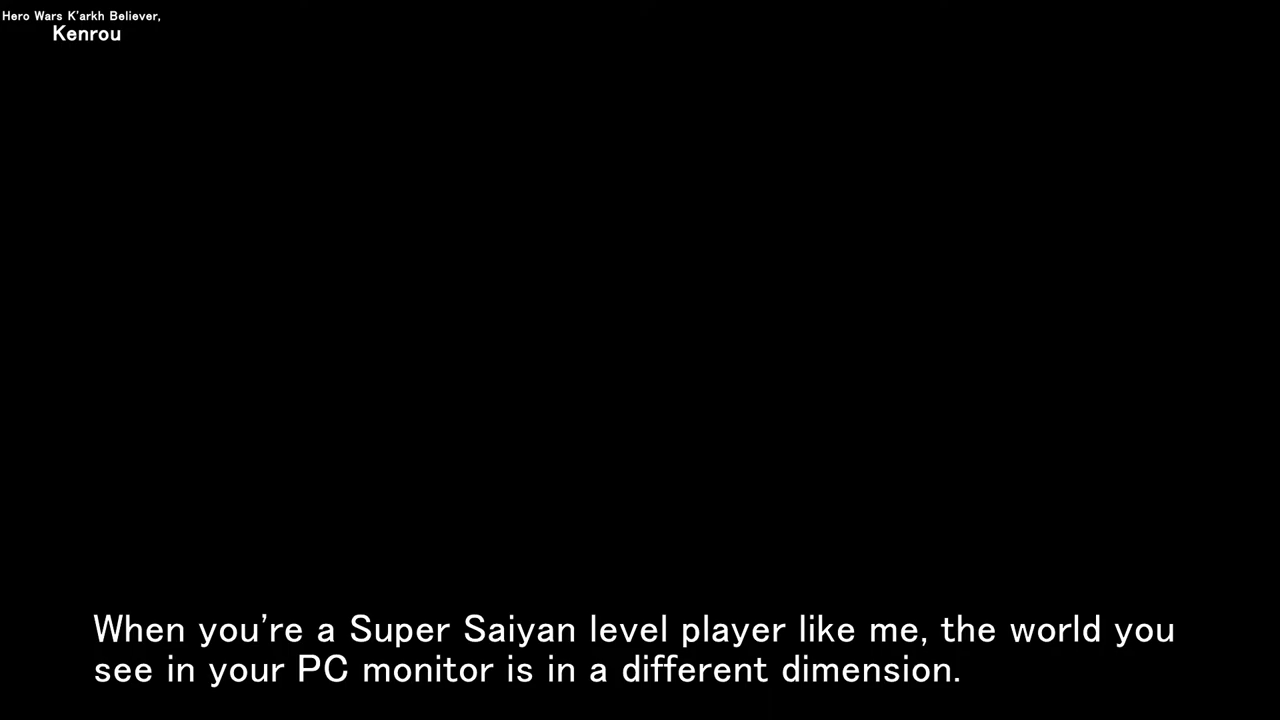 Hero Wars K'arkh Believer,
Kenrou
When you're a Super Saiyan level player like me, the world you
see in your PC monitor is in a different dimension.